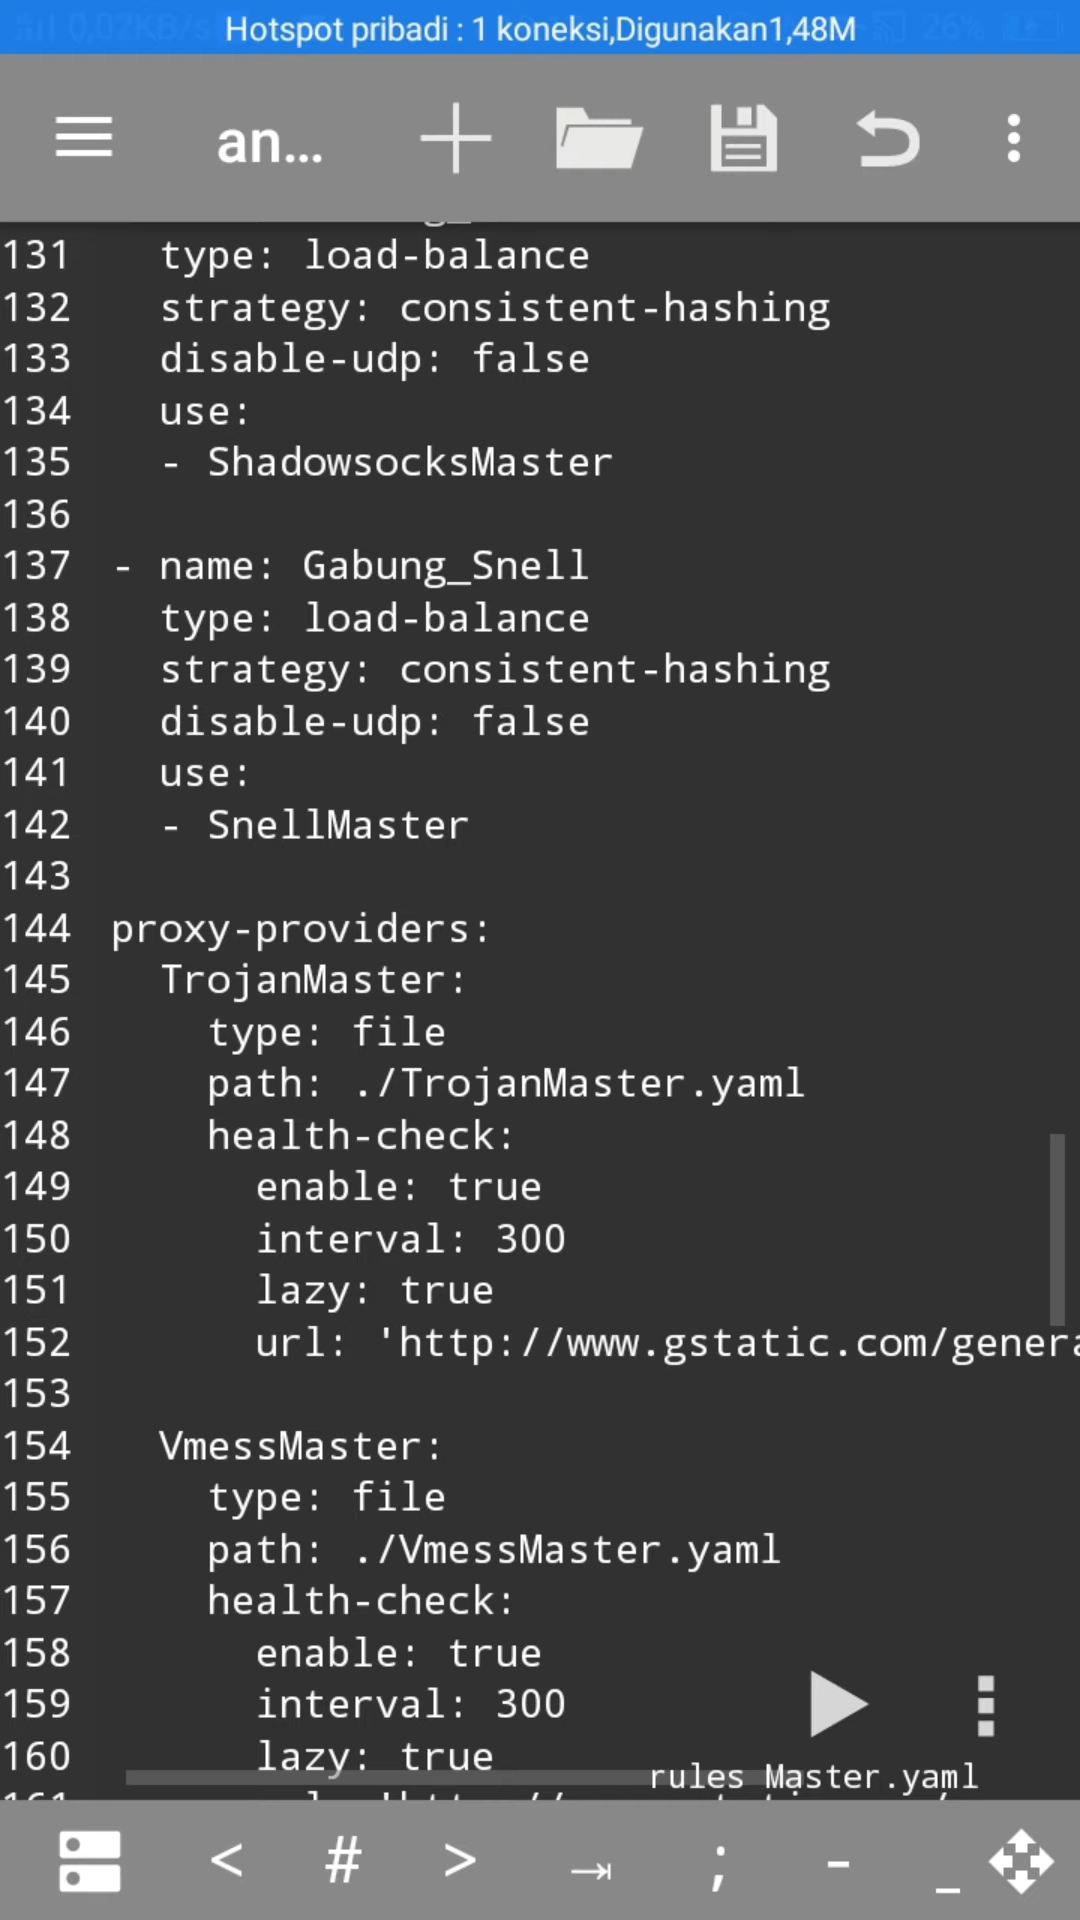 Hotspot pribadi : 1 koneksi,Digunakan1,48M
26%
an...
131 type: load-balance
132 strategy: consistent-hashing
133 disable-udp: false
134 use:
135 - ShadowsocksMaster
136
137 - name: Gabung_Snell
138 type: load-balance
139 strategy: consistent-hashing
140 disable-udp: false
141 use:
142 - SnellMaster
143
144 proxy-providers:
145 TrojanMaster:
146 type: file
147 path: ./TrojanMaster.yaml
148 health-check:
149 enable: true
150 interval: 300
151 lazy: true
152 url: 'http://www.gstatic.com/genera
153
154 VmessMaster:
155 type: file
156 path: ./VmessMaster.yaml
157 health-check:
158 enable: true
159 interval: 300
160 lazy: true
rules Master.yaml
< # > ; - _